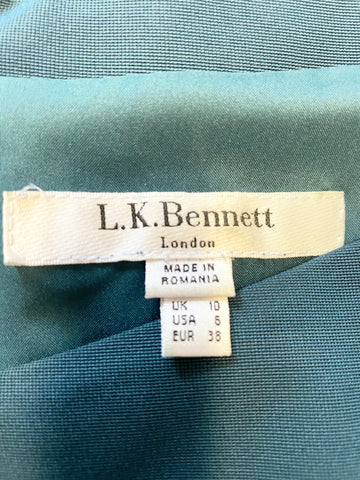 L.K.Bennett
London
MADE IN
ROMANIA
UK 10
USA 6
EUR 38